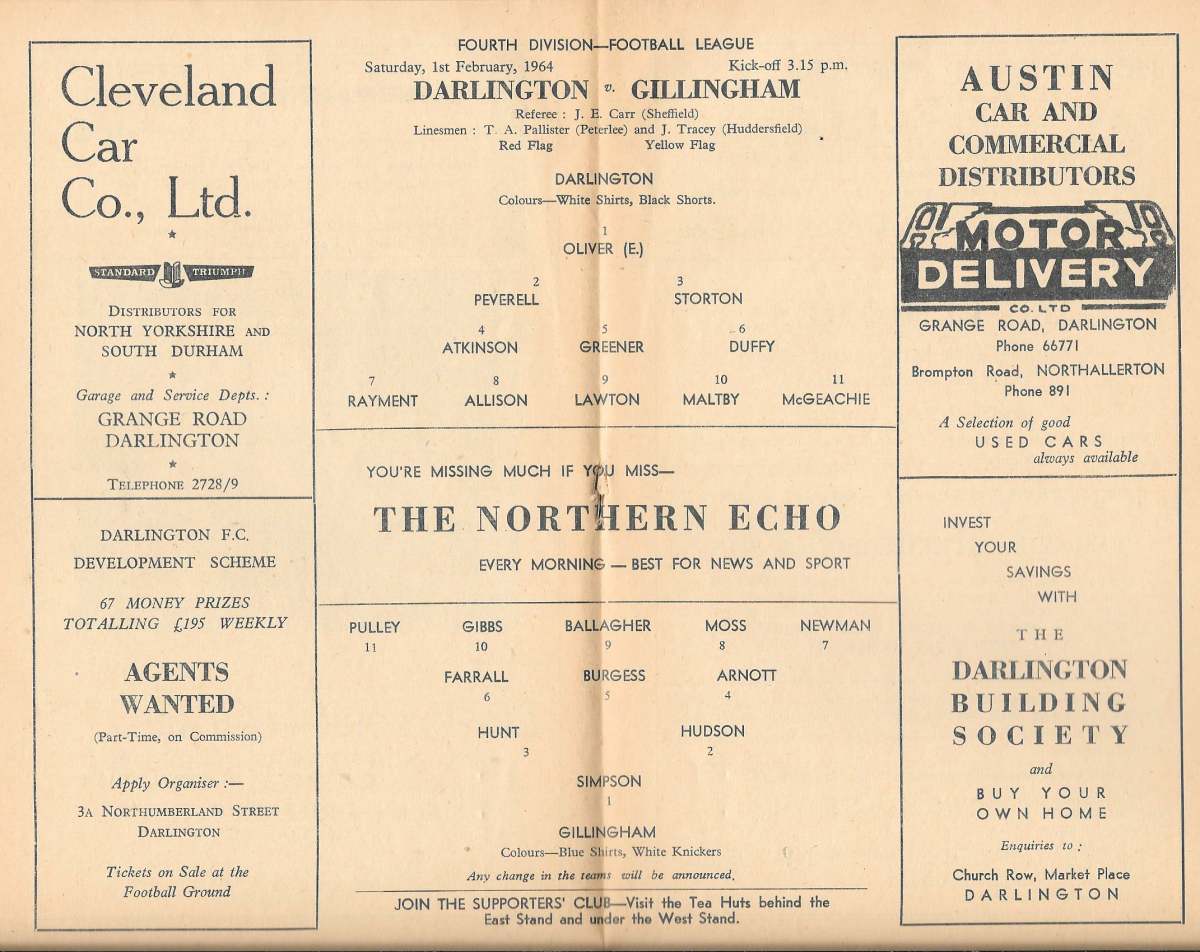 Cleveland
Car
Co., Ltd.
STANDARD TRIUMPH
DISTRIBUTORS FOR
NORTH YORKSHIRE AND
SOUTH DURHAM
Garage and Service Depts. :
GRANGE ROAD
DARLINGTON
TELEPHONE 2728/9
DARLINGTON F.C.
DEVELOPMENT SCHEME
67 MONEY PRIZES
TOTALLING £195 WEEKLY
AGENTS
WANTED
(Part-Time, on Commission)
Apply Organiser :—
3A NORTHUMBERLAND STREET
DARLINGTON
Tickets on Sale at the
Football Ground
FOURTH DIVISION—FOOTBALL LEAGUE
Saturday, 1st February, 1964 Kick-off 3.15 p.m.
DARLINGTON v. GILLINGHAM
Referee : J. E. Carr (Sheffield)
Linesmen : T. A. Pallister (Peterlee) and J. Tracey (Huddersfield)
Red Flag Yellow Flag
DARLINGTON
Colours—White Shirts, Black Shorts.
1
OLIVER (E.)
2 3
PEVERELL STORTON
4 5 6
ATKINSON GREENER DUFFY
7 8 9 10 11
RAYMENT ALLISON LAWTON MALTBY McGEACHIE
YOU'RE MISSING MUCH IF YOU MISS—
THE NORTHERN ECHO
EVERY MORNING — BEST FOR NEWS AND SPORT
PULLEY GIBBS BALLAGHER MOSS NEWMAN
11 10 9 8 7
FARRALL BURGESS ARNOTT
6 5 4
HUNT HUDSON
3 2
SIMPSON
1
GILLINGHAM
Colours—Blue Shirts, White Knickers
Any change in the teams will be announced.
JOIN THE SUPPORTERS' CLUB—Visit the Tea Huts behind the
East Stand and under the West Stand.
AUSTIN
CAR AND
COMMERCIAL
DISTRIBUTORS
MOTOR
DELIVERY
CO. LTD
GRANGE ROAD, DARLINGTON
Phone 66771
Brompton Road, NORTHALLERTON
Phone 891
A Selection of good
USED CARS
always available
INVEST
YOUR
SAVINGS
WITH
THE
DARLINGTON
BUILDING
SOCIETY
and
BUY YOUR
OWN HOME
Enquiries to :
Church Row, Market Place
DARLINGTON